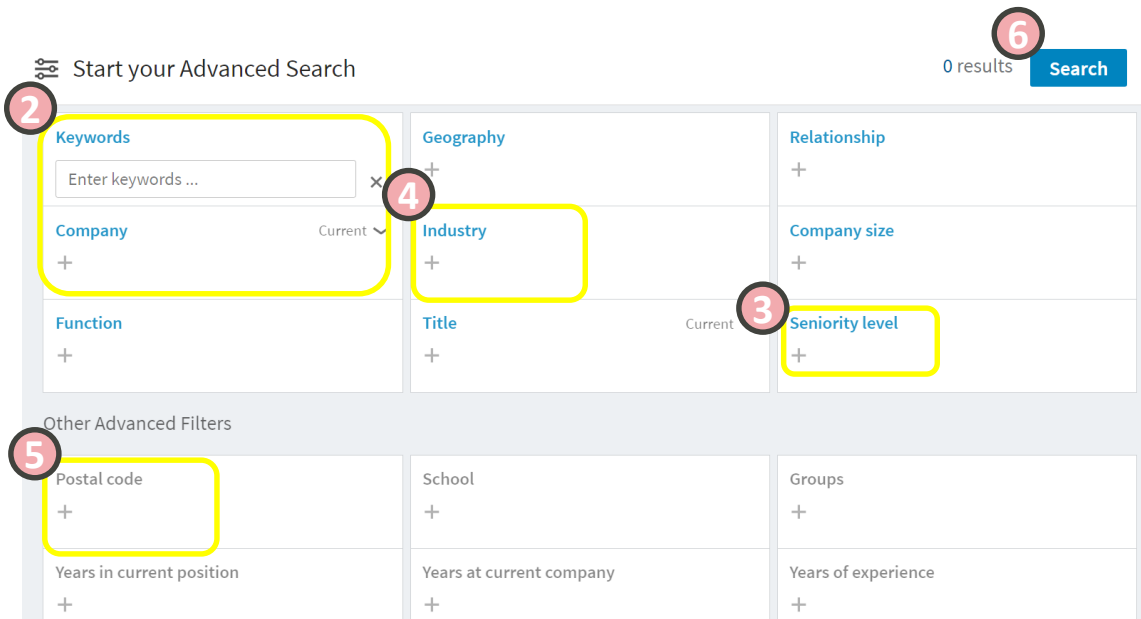 6
Start your Advanced Search
0 results
Search
2
Keywords
Geography
Relationship
Enter keywords ...
4
Company
Current
Industry
Company size
3
Function
Title
Current
Seniority level
Other Advanced Filters
5
Postal code
School
Groups
Years in current position
Years at current company
Years of experience